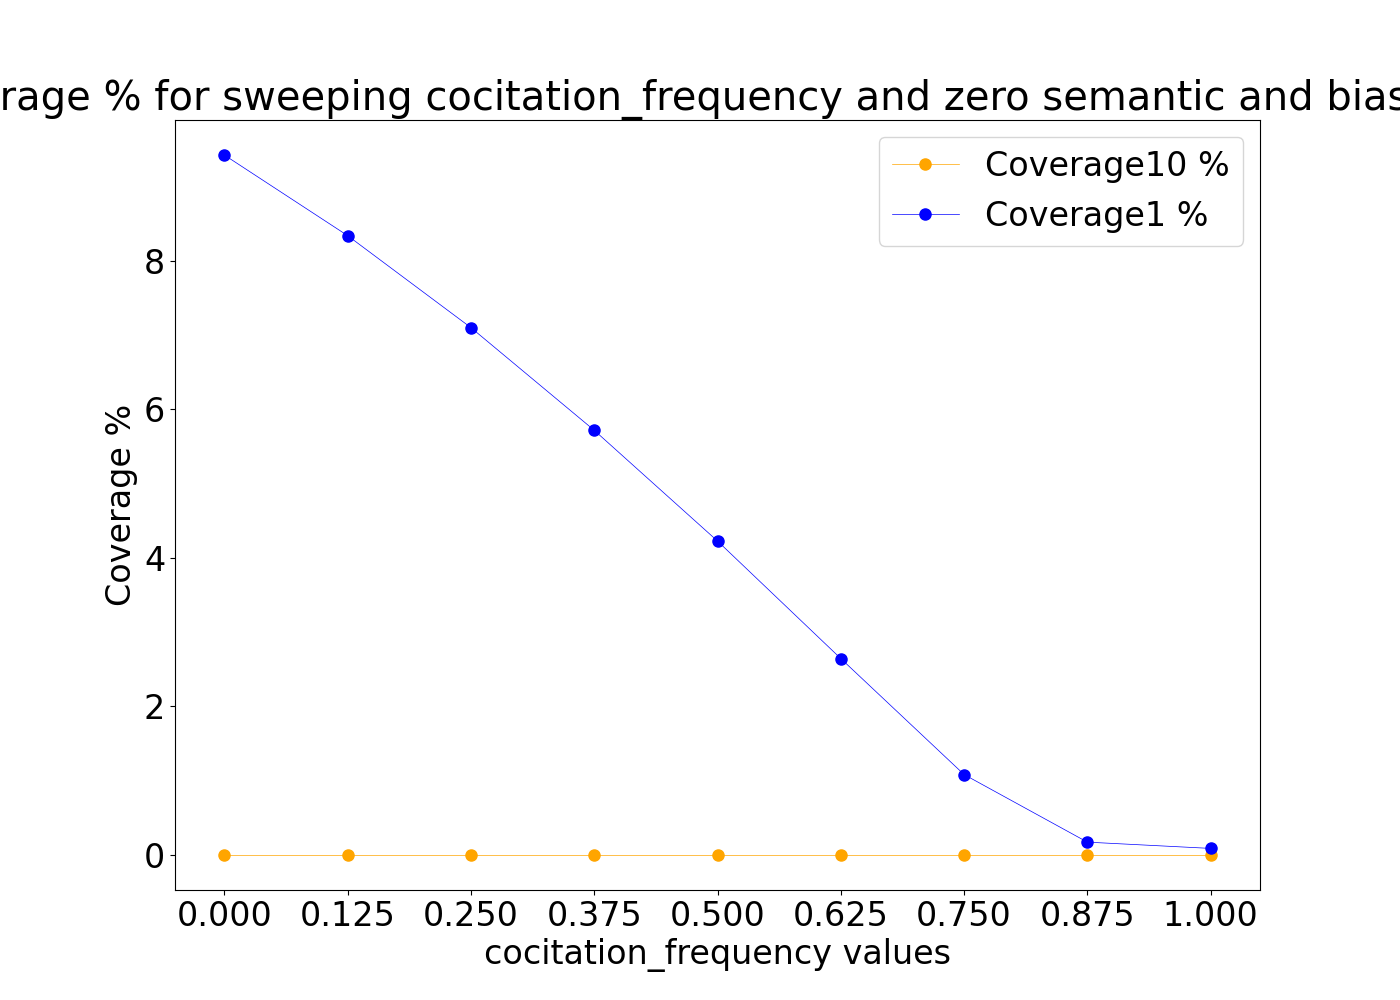 rage % for sweeping cocitation_frequency and zero semantic and bias
Coverage10 %
Coverage1 %
8
6
4
2
0
Coverage %
0.000 0.125 0.250 0.375 0.500 0.625 0.750 0.875 1.000
cocitation_frequency values